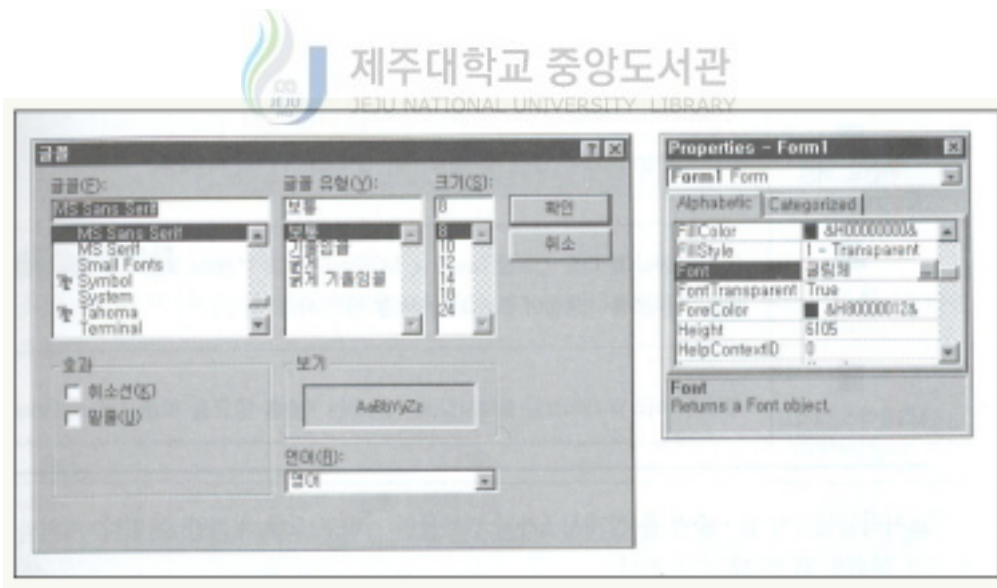 제주대학교 중앙도서관
JEJU NATIONAL UNIVERSITY LIBRARY
JEJU
글꼴
글꼴(F):
MS Sans Serif
MS Sans Serif
MS Serif
Small Fonts
Symbol
System
Tahoma
Terminal
글꼴 유형(Y):
보통
보통
기울임꼴
굵게
굵게 기울임꼴
크기(S):
8
8
10
12
14
18
24
확인
취소
효과
취소선(K)
밑줄(U)
보기
AaBbYyZz
언어(R):
영어
Properties - Form1
Form1 Form
Alphabetic Categorized
FillColor &H00000000&
FillStyle 1 - Transparent
Font 굴림체
FontTransparent True
ForeColor &H80000012&
Height 6105
HelpContextID 0
Font
Returns a Font object.